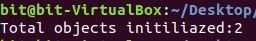 bit@bit-VirtualBox:~/Desktop/
Total objects initiliazed:2